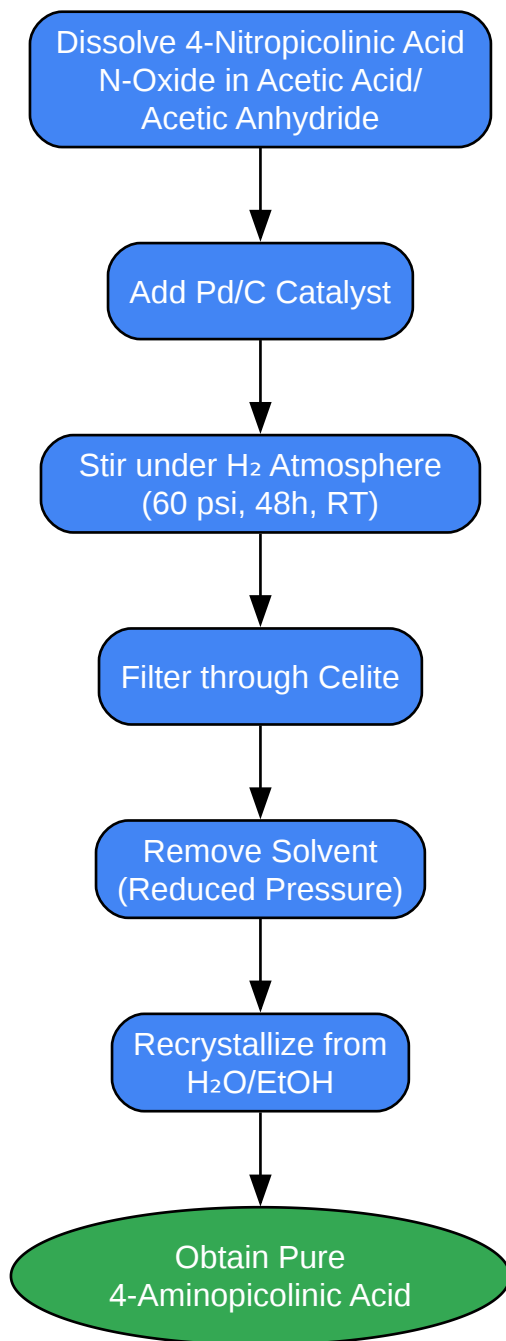 Dissolve 4-Nitropicolinic Acid
N-Oxide in Acetic Acid/
Acetic Anhydride
Add Pd/C Catalyst
Stir under H₂ Atmosphere
(60 psi, 48h, RT)
Filter through Celite
Remove Solvent
(Reduced Pressure)
Recrystallize from
H₂O/EtOH
Obtain Pure
4-Aminopicolinic Acid